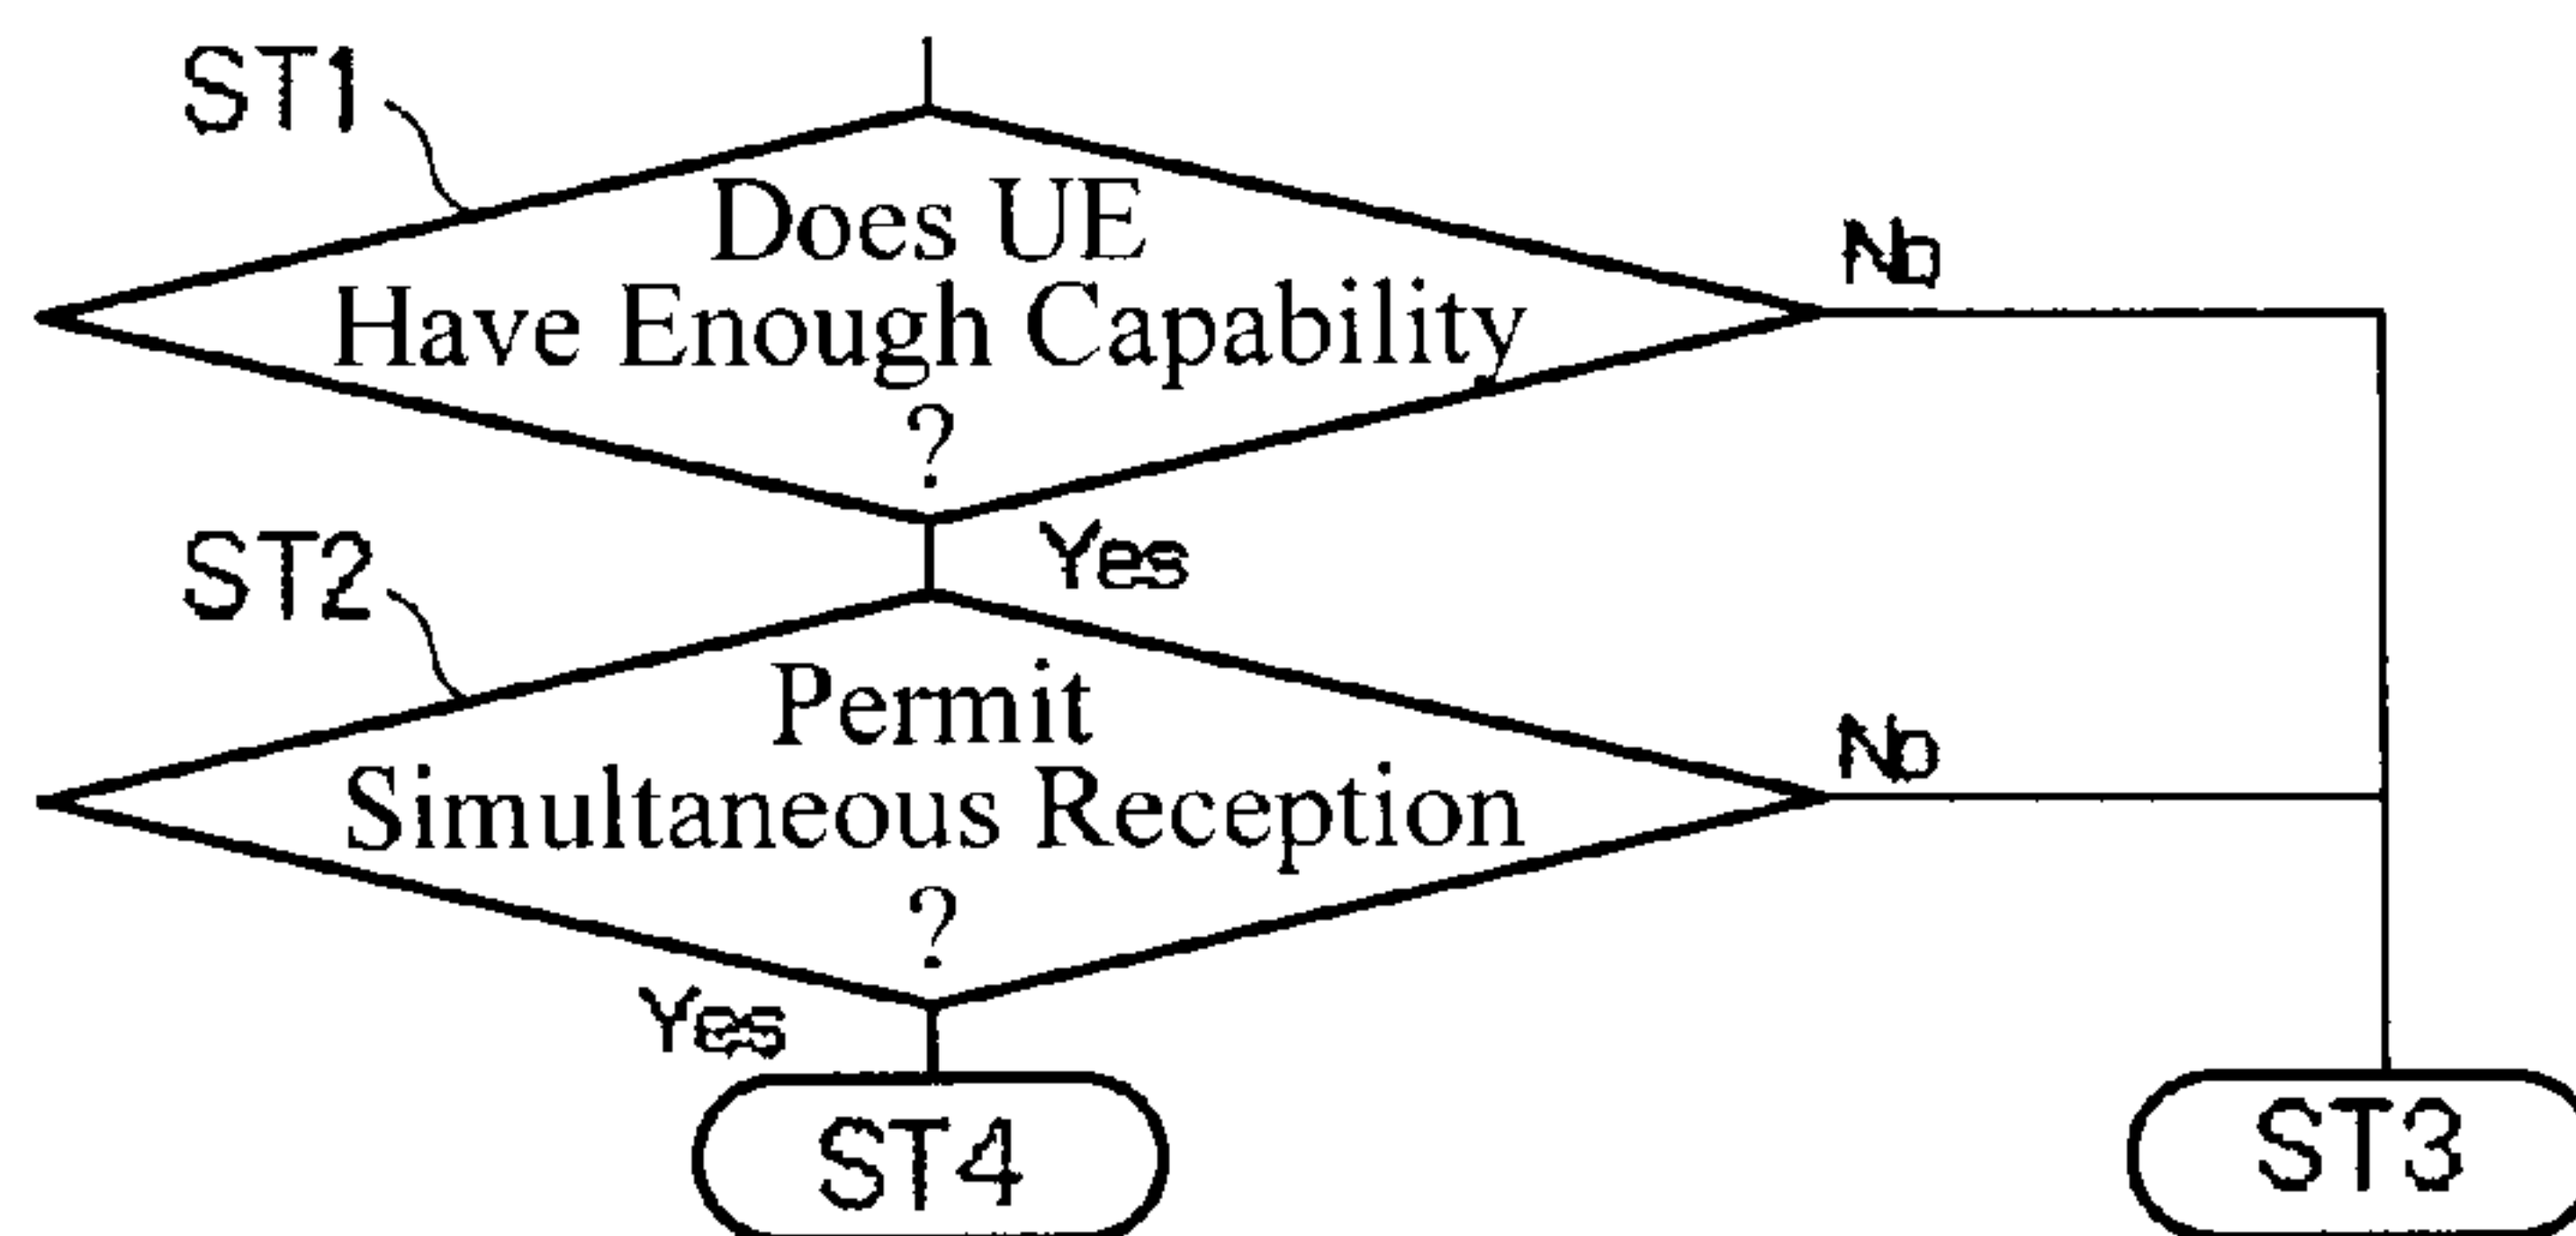 ST1
Does UE
Have Enough Capability
?
No
Yes
ST2
Permit
Simultaneous Reception
?
No
Yes
ST4
ST3